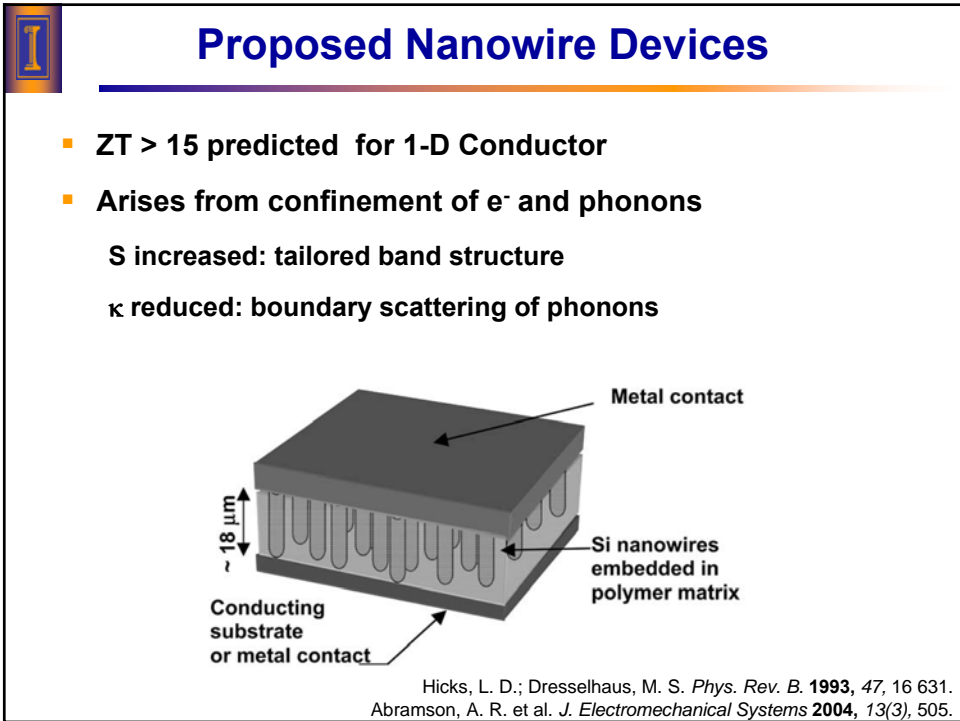 Proposed Nanowire Devices
▪ ZT > 15 predicted for 1-D Conductor
▪ Arises from confinement of e⁻ and phonons
S increased: tailored band structure
κ reduced: boundary scattering of phonons
Metal contact
~ 18 μm
Si nanowires
embedded in
polymer matrix
Conducting
substrate
or metal contact
Hicks, L. D.; Dresselhaus, M. S. Phys. Rev. B. 1993, 47, 16 631.
Abramson, A. R. et al. J. Electromechanical Systems 2004, 13(3), 505.